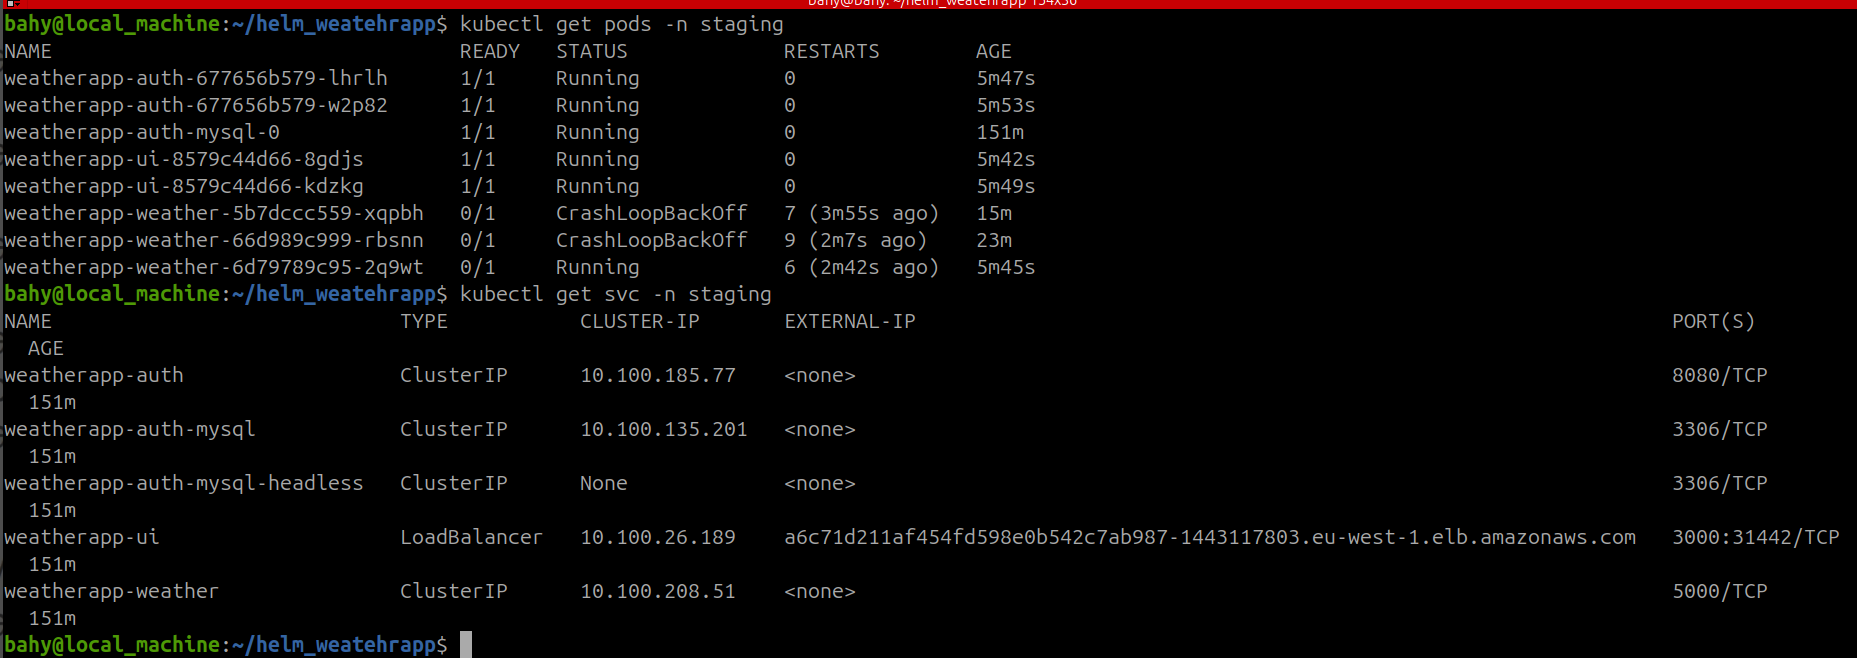 bahy@bahy: ~/helm_weatehrapp 154x36
bahy@local_machine:~/helm_weatehrapp$ kubectl get pods -n staging
NAME READY STATUS RESTARTS AGE
weatherapp-auth-677656b579-lhrlh 1/1 Running 0 5m47s
weatherapp-auth-677656b579-w2p82 1/1 Running 0 5m53s
weatherapp-auth-mysql-0 1/1 Running 0 151m
weatherapp-ui-8579c44d66-8gdjs 1/1 Running 0 5m42s
weatherapp-ui-8579c44d66-kdzkg 1/1 Running 0 5m49s
weatherapp-weather-5b7dccc559-xqpbh 0/1 CrashLoopBackOff 7 (3m55s ago) 15m
weatherapp-weather-66d989c999-rbsnn 0/1 CrashLoopBackOff 9 (2m7s ago) 23m
weatherapp-weather-6d79789c95-2q9wt 0/1 Running 6 (2m42s ago) 5m45s
bahy@local_machine:~/helm_weatehrapp$ kubectl get svc -n staging
NAME TYPE CLUSTER-IP EXTERNAL-IP PORT(S)
AGE
weatherapp-auth ClusterIP 10.100.185.77 <none> 8080/TCP
151m
weatherapp-auth-mysql ClusterIP 10.100.135.201 <none> 3306/TCP
151m
weatherapp-auth-mysql-headless ClusterIP None <none> 3306/TCP
151m
weatherapp-ui LoadBalancer 10.100.26.189 a6c71d211af454fd598e0b542c7ab987-1443117803.eu-west-1.elb.amazonaws.com 3000:31442/TCP
151m
weatherapp-weather ClusterIP 10.100.208.51 <none> 5000/TCP
151m
bahy@local_machine:~/helm_weatehrapp$